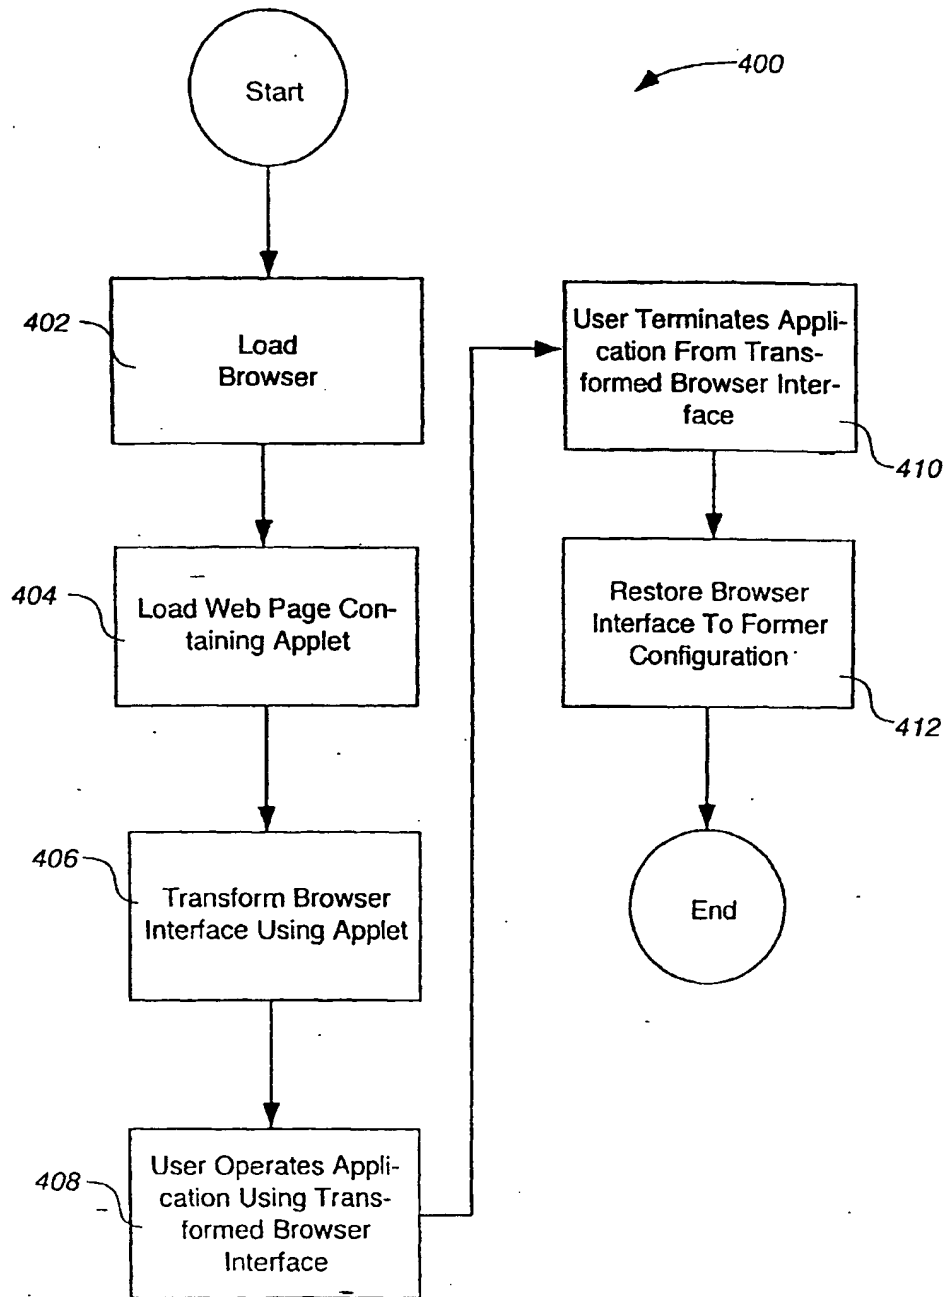 Start
400
402
Load
Browser
404
Load Web Page Con-
taining Applet
406
Transform Browser
Interface Using Applet
408
User Operates Appli-
cation Using Trans-
formed Browser
Interface
User Terminates Appli-
cation From Trans-
formed Browser Inter-
face
410
Restore Browser
Interface To Former
Configuration
412
End